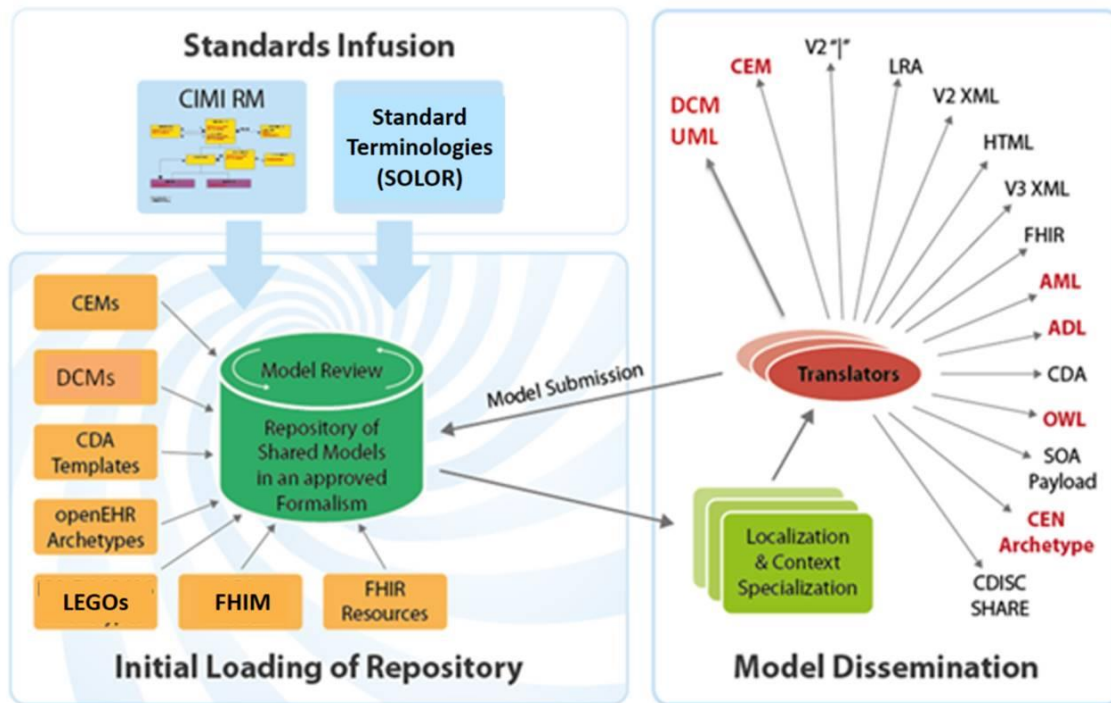 Standards Infusion
CIMI RM
Standard
Terminologies
(SOLOR)
CEMs
DCMs
CDA
Templates
openEHR
Archetypes
LEGOs
FHIM
FHIR
Resources
Model Review
Repository of
Shared Models
in an approved
Formalism
Initial Loading of Repository
Model Submission
Translators
Localization
& Context
Specialization
DCM
UML
CEM
V2 "|"
LRA
V2 XML
HTML
V3 XML
FHIR
AML
ADL
CDA
OWL
SOA
Payload
CEN
Archetype
CDISC
SHARE
Model Dissemination